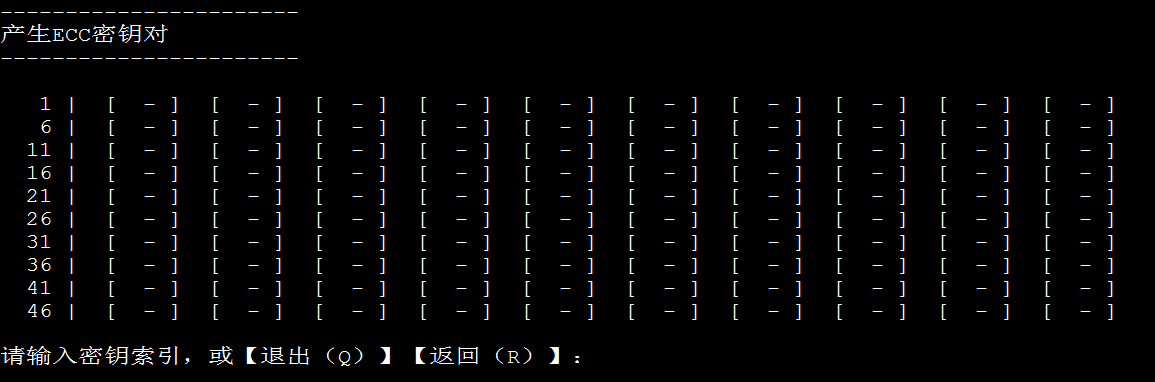 -----------------------
产生ECC密钥对
-----------------------
1 | [ - ] [ - ] [ - ] [ - ] [ - ] [ - ] [ - ] [ - ] [ - ] [ - ]
6 | [ - ] [ - ] [ - ] [ - ] [ - ] [ - ] [ - ] [ - ] [ - ] [ - ]
11 | [ - ] [ - ] [ - ] [ - ] [ - ] [ - ] [ - ] [ - ] [ - ] [ - ]
16 | [ - ] [ - ] [ - ] [ - ] [ - ] [ - ] [ - ] [ - ] [ - ] [ - ]
21 | [ - ] [ - ] [ - ] [ - ] [ - ] [ - ] [ - ] [ - ] [ - ] [ - ]
26 | [ - ] [ - ] [ - ] [ - ] [ - ] [ - ] [ - ] [ - ] [ - ] [ - ]
31 | [ - ] [ - ] [ - ] [ - ] [ - ] [ - ] [ - ] [ - ] [ - ] [ - ]
36 | [ - ] [ - ] [ - ] [ - ] [ - ] [ - ] [ - ] [ - ] [ - ] [ - ]
41 | [ - ] [ - ] [ - ] [ - ] [ - ] [ - ] [ - ] [ - ] [ - ] [ - ]
46 | [ - ] [ - ] [ - ] [ - ] [ - ] [ - ] [ - ] [ - ] [ - ] [ - ]
请输入密钥索引，或【退出（Q）】【返回（R）】：